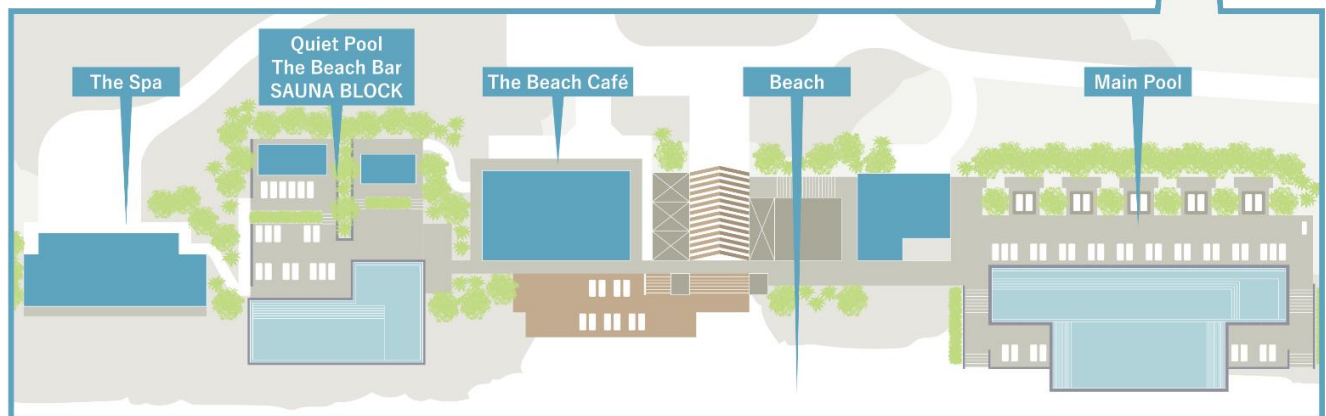 The Spa
Quiet Pool
The Beach Bar
SAUNA BLOCK
The Beach Café
Beach
Main Pool